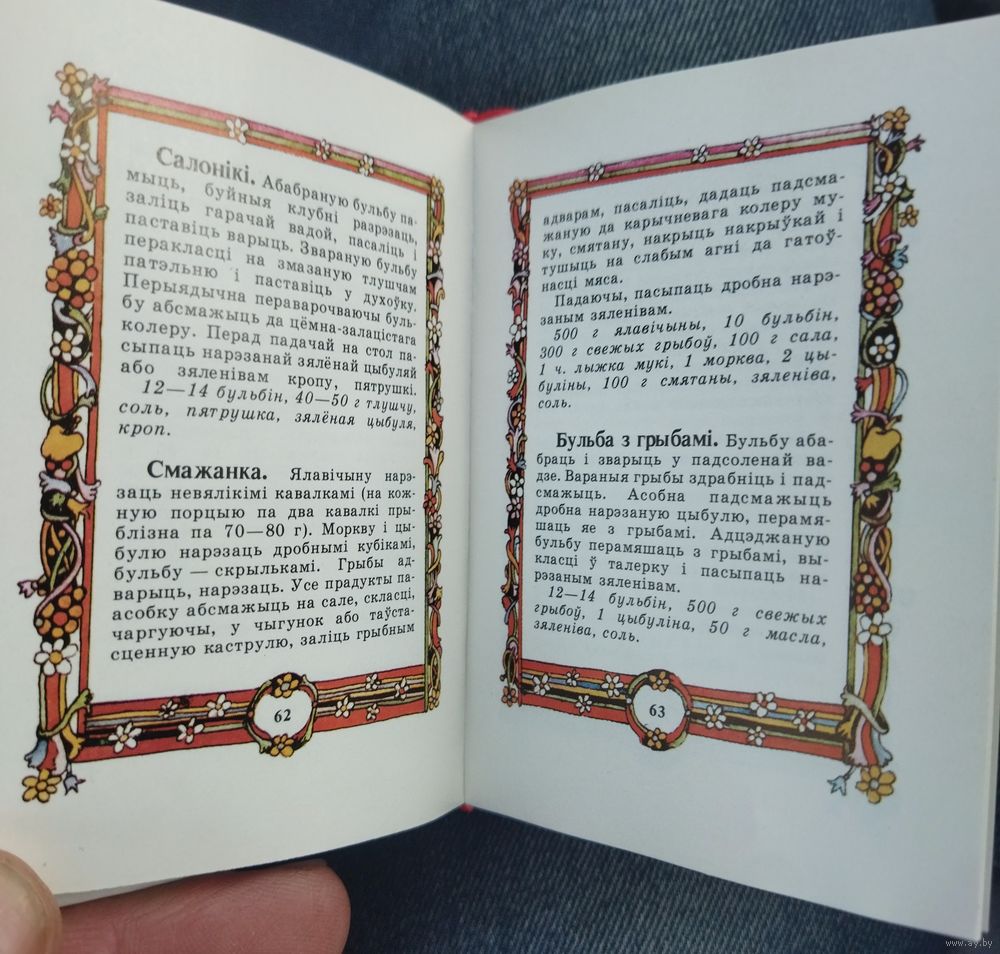 Салонікі. Абабраную бульбу па-
мыць, буйныя клубні разрэзаць,
заліць гарачай вадой, пасаліць і
паставіць варыць. Звараную бульбу
перакласці на змазаную тлушчам
патэльню і паставіць у духоўку.
Перыядычна пераварочваючы буль-
бу абсмажыць да цёмна-залацістага
колеру. Перад падачай на стол па-
сыпаць нарэзанай зялёнай цыбуляй
або зяленівам кропу, пятрушкі.
12—14 бульбін, 40—50 г тлушчу,
соль, пятрушка, зялёная цыбуля,
кроп.
Смажанка. Ялавічыну нарэ-
заць невялікімі кавалкамі (на кож-
ную порцыю па два кавалкі пры-
блізна па 70—80 г). Моркву і цы-
булю нарэзаць дробнымі кубікамі,
бульбу — скрылькамі. Грыбы ад-
варыць, нарэзаць. Усе прадукты па-
асобку абсмажыць на сале, скласці,
чаргуючы, у чыгунок або таўста-
сценную каструлю, заліць грыбным
62
адварам, пасаліць, дадаць падсма-
жаную да карычневага колеру му-
ку, смятану, накрыць накрыўкай і
тушыць на слабым агні да гатоў-
насці мяса.
Падаючы, пасыпаць дробна нарэ-
заным зяленівам.
500 г ялавічыны, 10 бульбін,
300 г свежых грыбоў, 100 г сала,
1 ч. лыжка мукі, 1 морква, 2 цы-
буліны, 100 г смятаны, зяленіва,
соль.
Бульба з грыбамі. Бульбу аба-
браць і зварыць у падсоленай ва-
дзе. Вараныя грыбы здрабніць і пад-
смажыць. Асобна падсмажыць
дробна нарэзаную цыбулю, перамя-
шаць яе з грыбамі. Адцэджаную
бульбу перамяшаць з грыбамі, вы-
класці ў талерку і пасыпаць на-
рэзаным зяленівам.
12—14 бульбін, 500 г свежых
грыбоў, 1 цыбуліна, 50 г масла,
зяленіва, соль.
63
www.ay.by